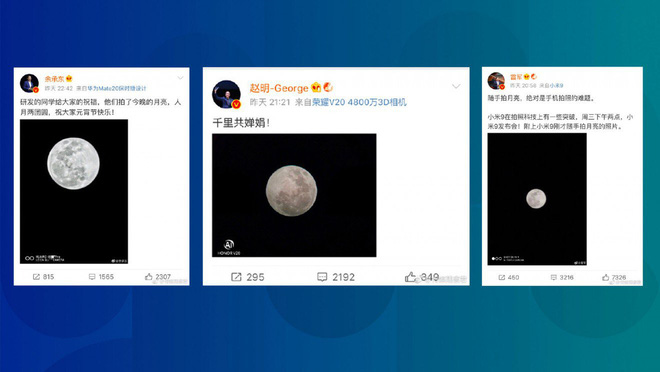 余承东
昨天 22:42 来自华为Mate20保时捷设计
研发的同学给大家的祝福，他们拍了今晚的月亮，人
月两团圆，祝大家元宵节快乐！
815
1565
2307
赵明-George
昨天 21:21 来自荣耀V20 4800万3D相机
千里共婵娟！
HONOR V20
295
2192
349
雷军
昨天 20:56 来自小米9
随手拍月亮，绝对是手机拍照的难题。
小米9在拍照科技上有一些突破，周三下午两点，小
米9发布会！附上小米9刚才随手拍月亮的照片。
460
3216
7326